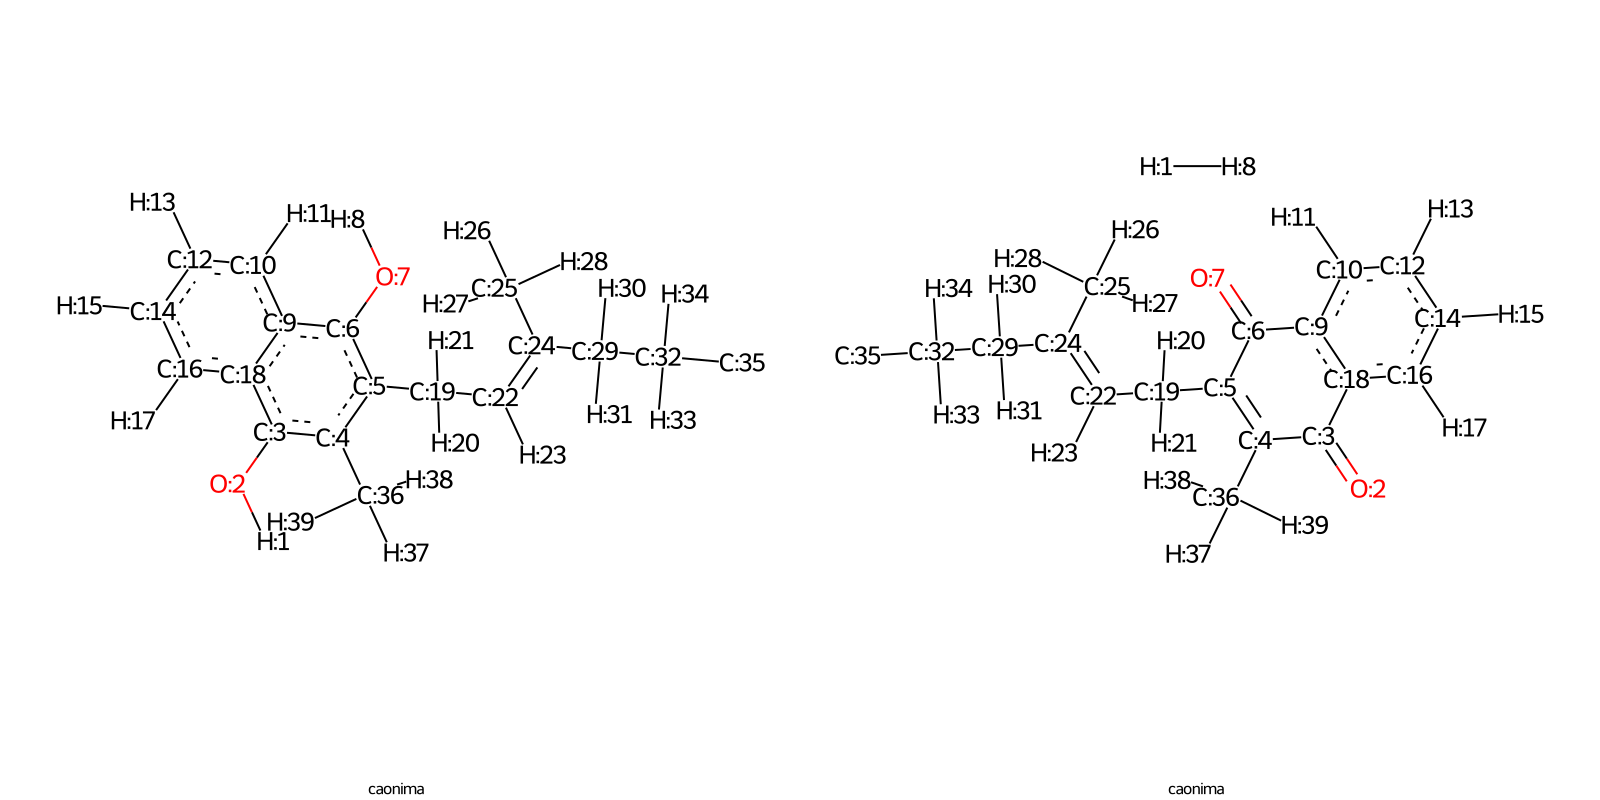 H:1 H:8
H:13 H:11 H:8 H:11 H:13
H:26 H:28 H:26
C:12 C:10 O:7 H:28 C:25 H:27 O:7 C:10 C:12
H:15 C:14 H:27 C:25 H:30 H:34 H:34 H:30 C:14 H:15
C:9 C:6 H:21 H:20 C:6 C:9
C:16 C:18 C:24 C:29 C:32 C:35 C:35 C:32 C:29 C:24 C:18 C:16
C:5 C:19 C:22 C:22 C:19 C:5
H:17 H:31 H:33 H:33 H:31 H:17
C:3 C:4 H:20 H:23 H:23 H:21 C:4 C:3
O:2 C:36 H:38 H:38 C:36 O:2
H:39 H:39
H:1 H:37 H:37
caonima caonima